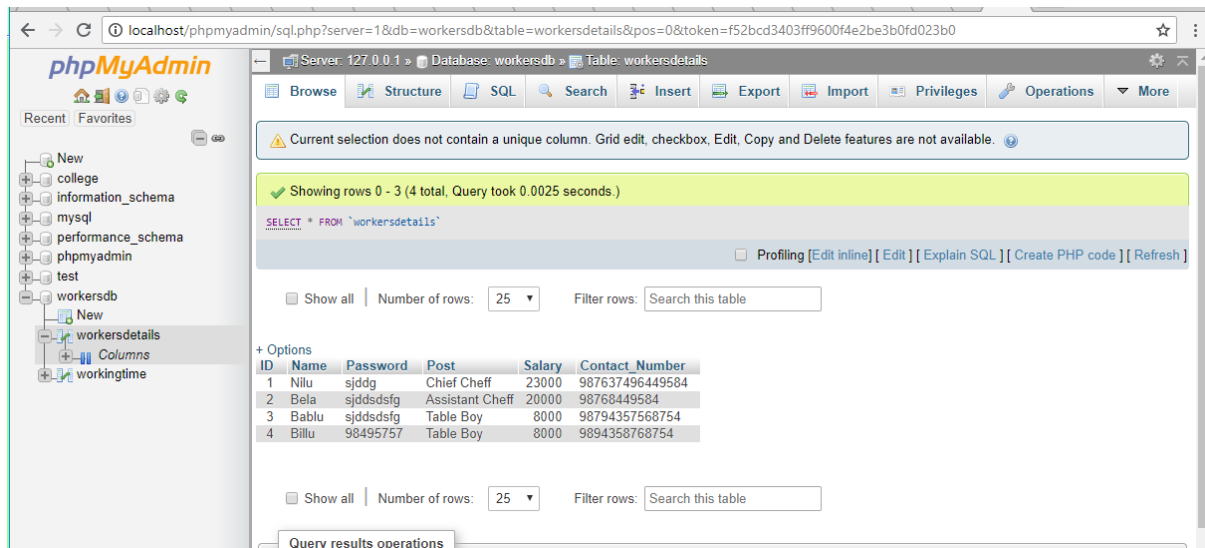 localhost/phpmyadmin/sql.php?server=1&db=workersdb&table=workersdetails&pos=0&token=f52bcd3403ff9600f4e2be3b0fd023b0
phpMyAdmin
Recent Favorites
New
college
information_schema
mysql
performance_schema
phpmyadmin
test
workersdb
New
workersdetails
Columns
workingtime
Server: 127.0.0.1 » Database: workersdb » Table: workersdetails
Browse Structure SQL Search Insert Export Import Privileges Operations More
Current selection does not contain a unique column. Grid edit, checkbox, Edit, Copy and Delete features are not available.
Showing rows 0 - 3 (4 total, Query took 0.0025 seconds.)
SELECT * FROM `workersdetails`
Profiling [Edit inline] [ Edit ] [ Explain SQL ] [ Create PHP code ] [ Refresh ]
Show all | Number of rows: 25 Filter rows: Search this table
+ Options
ID Name Password Post Salary Contact_Number
1 Nilu sjddg Chief Cheff 23000 987637496449584
2 Bela sjddsdsfg Assistant Cheff 20000 98768449584
3 Bablu sjddsdsfg Table Boy 8000 98794357568754
4 Billu 98495757 Table Boy 8000 9894358768754
Show all | Number of rows: 25 Filter rows: Search this table
Query results operations